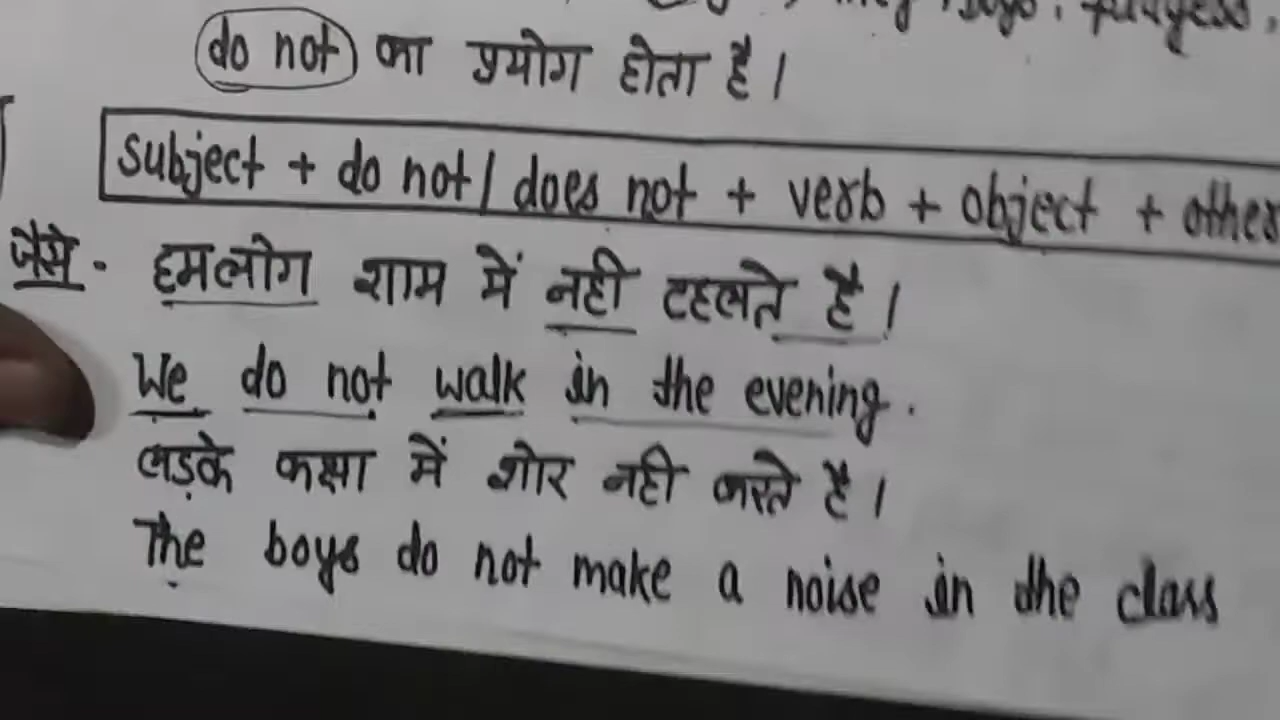 do not का प्रयोग होता है।
subject + do not / does not + verb + object + other
जैसे - हमलोग शाम में नही टहलते है।
We do not walk in the evening.
लड़के कक्षा में शोर नही करते है।
The boys do not make a noise in the class